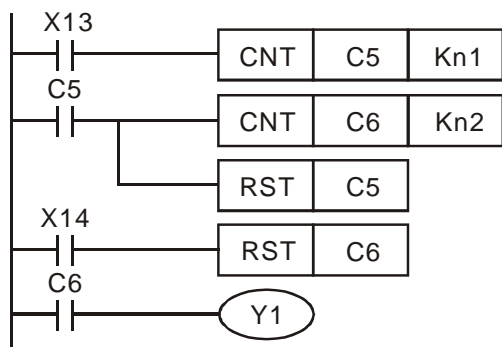 X13
CNT C5 Kn1
C5
CNT C6 Kn2
RST C5
X14
RST C6
C6
Y1